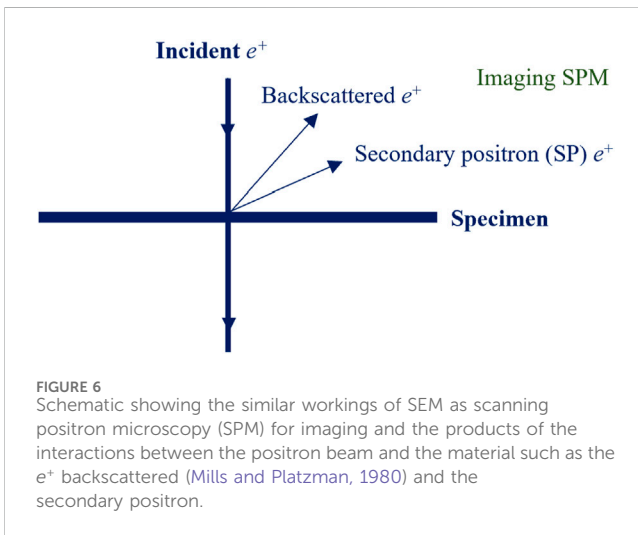 Incident e⁺
Imaging SPM
Backscattered e⁺
Secondary positron (SP) e⁺
Specimen
FIGURE 6
Schematic showing the similar workings of SEM as scanning
positron microscopy (SPM) for imaging and the products of the
interactions between the positron beam and the material such as the
e⁺ backscattered (Mills and Platzman, 1980) and the
secondary positron.